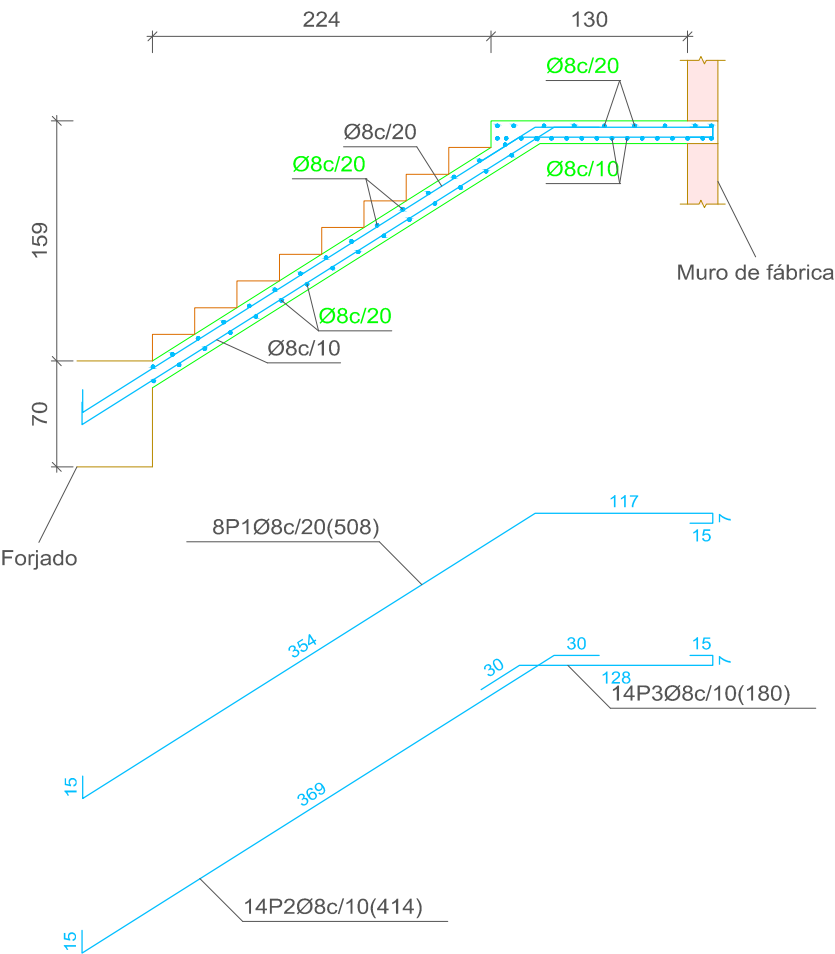 224
130
Ø8c/20
Ø8c/20
Ø8c/20
Ø8c/10
159
Muro de fábrica
Ø8c/20
Ø8c/10
70
117
8P1Ø8c/20(508)
7
15
Forjado
354
30
15
30
7
128
14P3Ø8c/10(180)
15
369
14P2Ø8c/10(414)
15